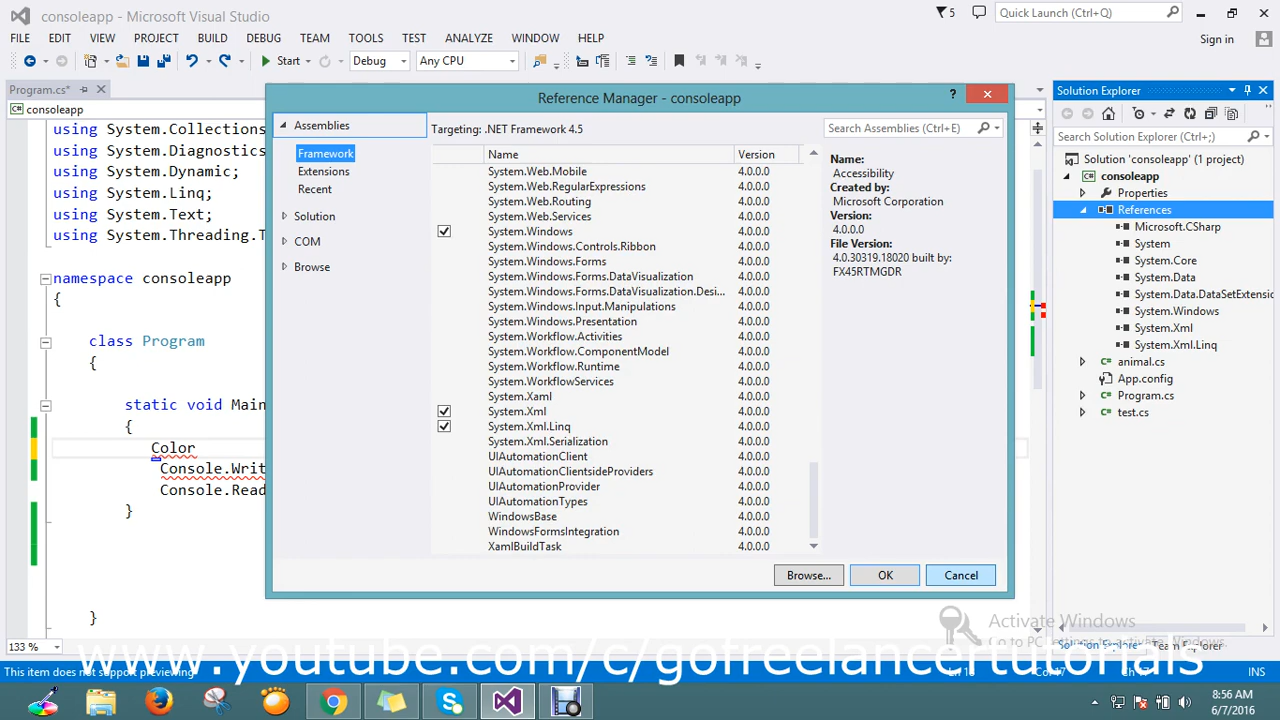 consoleapp - Microsoft Visual Studio
5
Quick Launch (Ctrl+Q)
FILE EDIT VIEW PROJECT BUILD DEBUG TEAM TOOLS TEST ANALYZE WINDOW HELP
Sign in
Start Debug Any CPU
Program.cs*
consoleapp
using System.Collections
using System.Diagnostics
using System.Dynamic;
using System.Linq;
using System.Text;
using System.Threading.T
namespace consoleapp
{
class Program
{
static void Main
{
Color
Console.Writ
Console.Read
}
}
133 %
Reference Manager - consoleapp
?
Assemblies
Framework
Extensions
Recent
Solution
COM
Browse
Targeting: .NET Framework 4.5
Search Assemblies (Ctrl+E)
Name Version
System.Web.Mobile 4.0.0.0
System.Web.RegularExpressions 4.0.0.0
System.Web.Routing 4.0.0.0
System.Web.Services 4.0.0.0
System.Windows 4.0.0.0
System.Windows.Controls.Ribbon 4.0.0.0
System.Windows.Forms 4.0.0.0
System.Windows.Forms.DataVisualization 4.0.0.0
System.Windows.Forms.DataVisualization.Desi... 4.0.0.0
System.Windows.Input.Manipulations 4.0.0.0
System.Windows.Presentation 4.0.0.0
System.Workflow.Activities 4.0.0.0
System.Workflow.ComponentModel 4.0.0.0
System.Workflow.Runtime 4.0.0.0
System.WorkflowServices 4.0.0.0
System.Xaml 4.0.0.0
System.Xml 4.0.0.0
System.Xml.Linq 4.0.0.0
System.Xml.Serialization 4.0.0.0
UIAutomationClient 4.0.0.0
UIAutomationClientsideProviders 4.0.0.0
UIAutomationProvider 4.0.0.0
UIAutomationTypes 4.0.0.0
WindowsBase 4.0.0.0
WindowsFormsIntegration 4.0.0.0
XamlBuildTask 4.0.0.0
Name:
Accessibility
Created by:
Microsoft Corporation
Version:
4.0.0.0
File Version:
4.0.30319.18020 built by:
FX45RTMGDR
Browse... OK Cancel
Solution Explorer
Search Solution Explorer (Ctrl+;)
Solution 'consoleapp' (1 project)
consoleapp
Properties
References
Microsoft.CSharp
System
System.Core
System.Data
System.Data.DataSetExtensio
System.Windows
System.Xml
System.Xml.Linq
animal.cs
App.config
Program.cs
test.cs
Activate Windows
Go to PC settings to activate Windows.
Solution Explorer Team Explorer
www.youtube.com/c/gofreelancertutorials
This item does not support previewing
INS
8:56 AM
6/7/2016